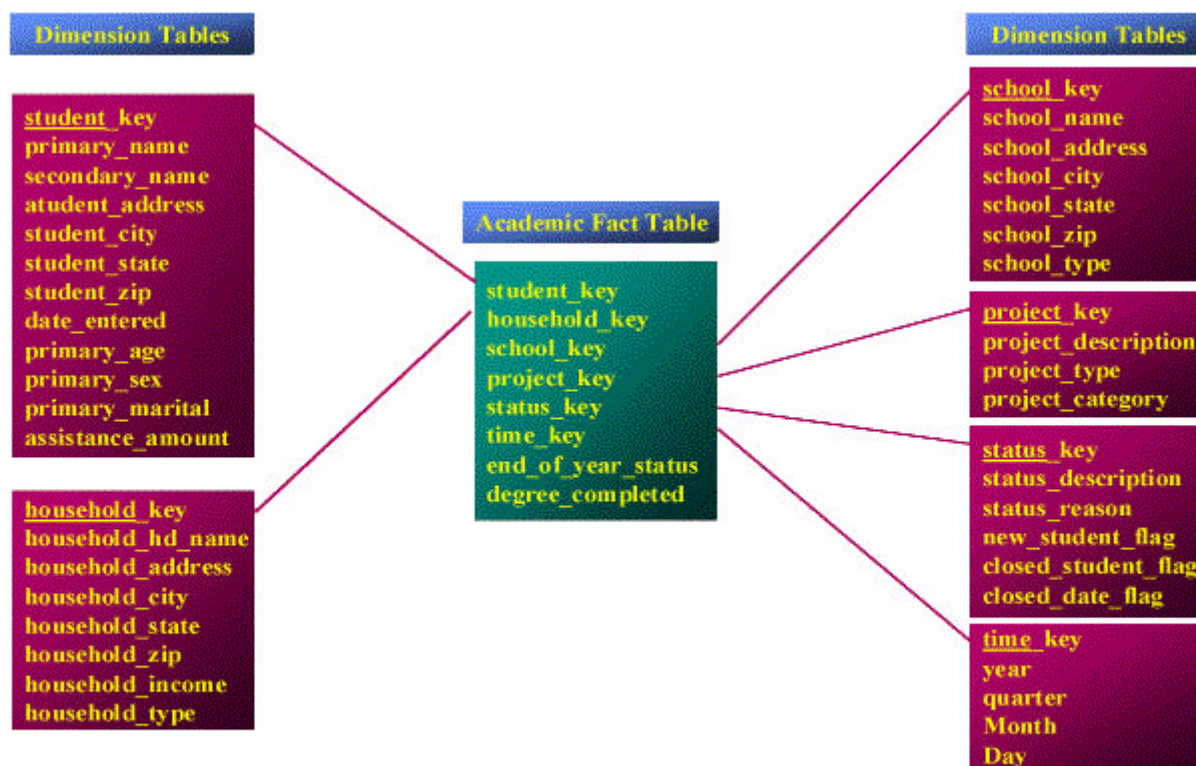 Dimension Tables
student_key
primary_name
secondary_name
atudent_address
student_city
student_state
student_zip
date_entered
primary_age
primary_sex
primary_marital
assistance_amount
household_key
household_hd_name
household_address
household_city
household_state
household_zip
household_income
household_type
Academic Fact Table
student_key
household_key
school_key
project_key
status_key
time_key
end_of_year_status
degree_completed
Dimension Tables
school_key
school_name
school_address
school_city
school_state
school_zip
school_type
project_key
project_description
project_type
project_category
status_key
status_description
status_reason
new_student_flag
closed_student_flag
closed_date_flag
time_key
year
quarter
Month
Day